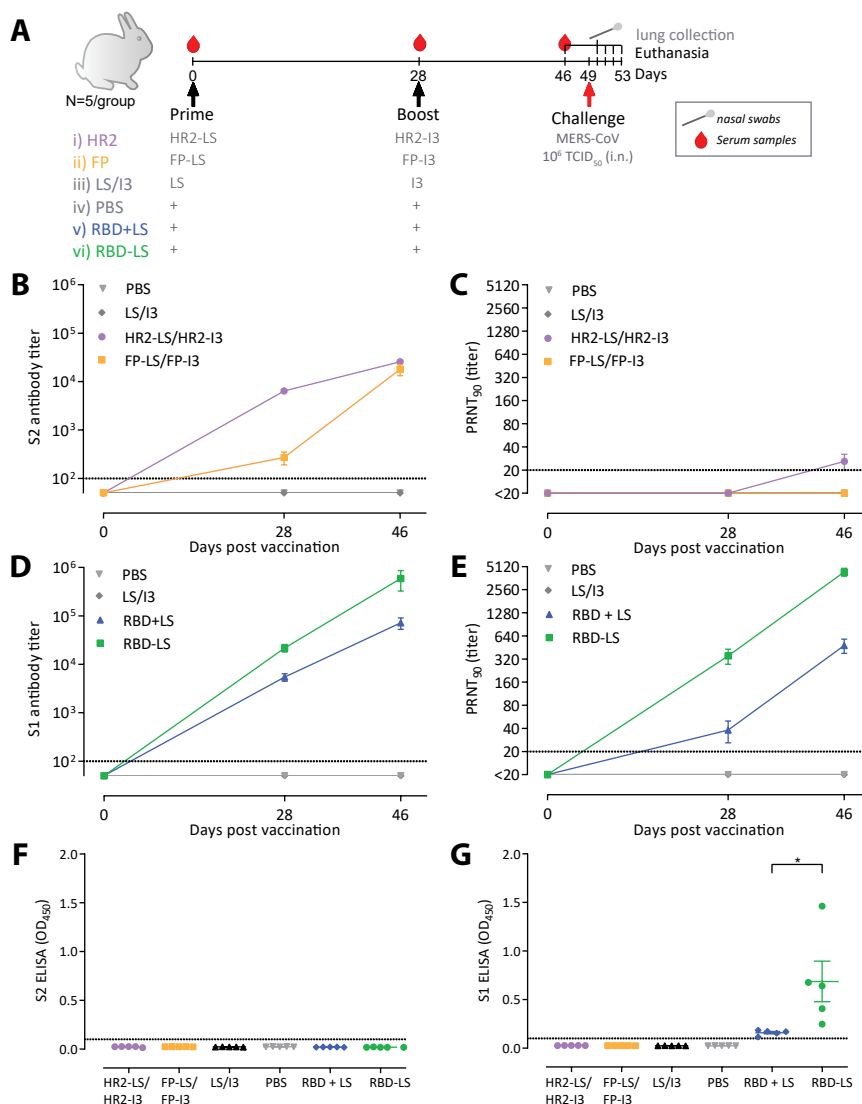 A
N=5/group
lung collection
Euthanasia
0 28 46 49 53 Days
Prime Boost Challenge
nasal swabs
Serum samples
i) HR2 HR2-LS HR2-I3 MERS-CoV
ii) FP FP-LS FP-I3 10⁶ TCID₅₀ (i.n.)
iii) LS/I3 LS I3
iv) PBS + +
v) RBD+LS + +
vi) RBD-LS + +
B
PBS
LS/I3
HR2-LS/HR2-I3
FP-LS/FP-I3
S2 antibody titer
10⁶
10⁵
10⁴
10³
10²
0 28 46
Days post vaccination
C
PBS
LS/I3
HR2-LS/HR2-I3
FP-LS/FP-I3
PRNT₉₀ (titer)
5120
2560
1280
640
320
160
80
40
20
<20
0 28 46
Days post vaccination
D
PBS
LS/I3
RBD+LS
RBD-LS
S1 antibody titer
10⁶
10⁵
10⁴
10³
10²
0 28 46
Days post vaccination
E
PBS
LS/I3
RBD + LS
RBD-LS
PRNT₉₀ (titer)
5120
2560
1280
640
320
160
80
40
20
<20
0 28 46
Days post vaccination
F
S2 ELISA (OD₄₅₀)
2.0
1.5
1.0
0.5
0.0
HR2-LS/ FP-LS/ LS/I3 PBS RBD + LS RBD-LS
HR2-I3 FP-I3
G
S1 ELISA (OD₄₅₀)
2.0
1.5
1.0
0.5
0.0
*
HR2-LS/ FP-LS/ LS/I3 PBS RBD + LS RBD-LS
HR2-I3 FP-I3